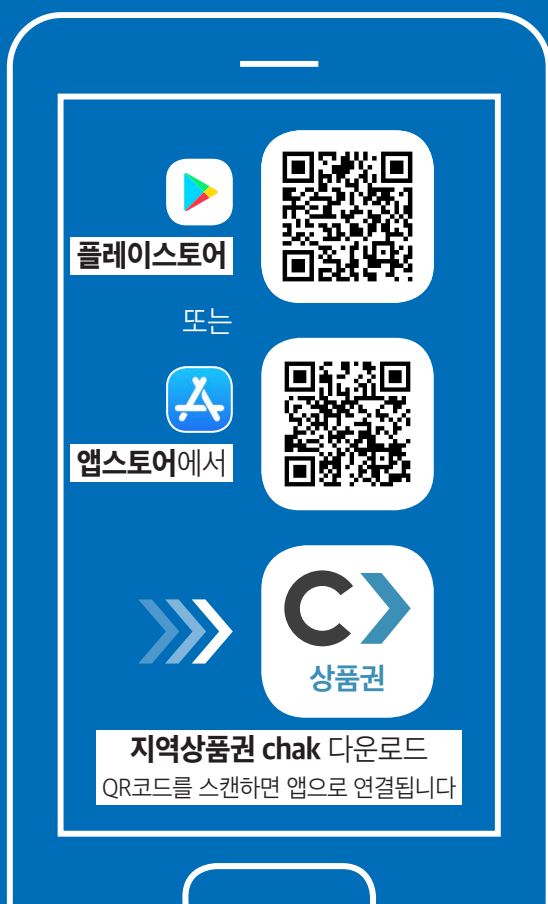 플레이스토어
또는
앱스토어에서
C
상품권
지역상품권 chak 다운로드
QR코드를 스캔하면 앱으로 연결됩니다